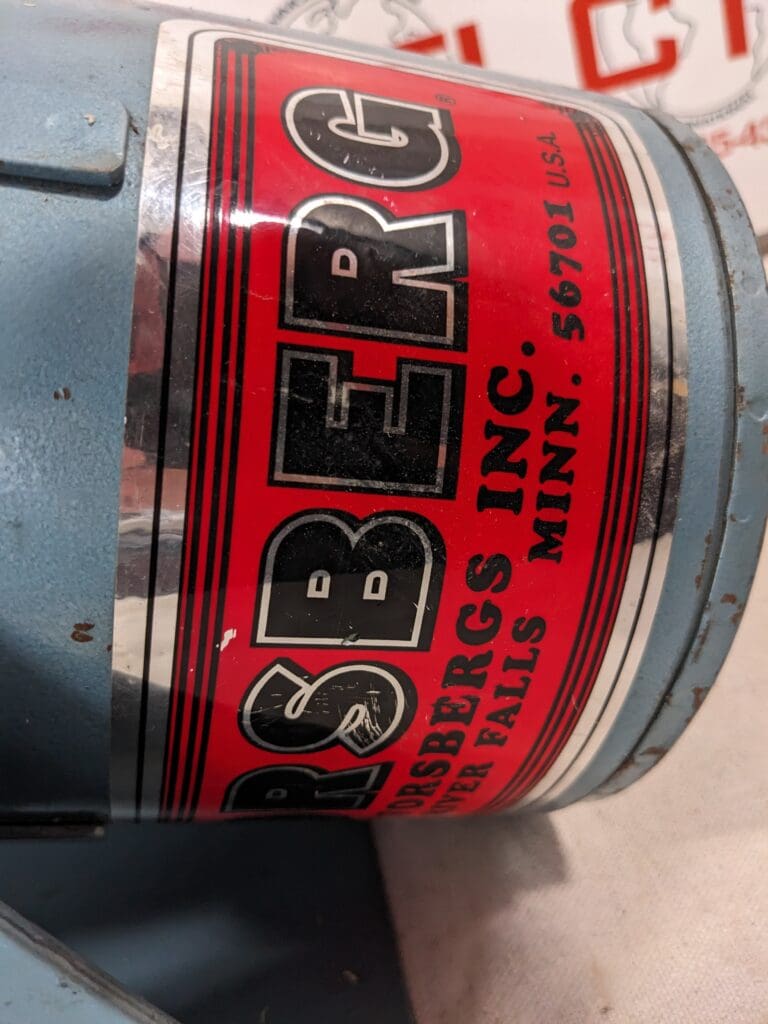 RSBERG®
ORSBERGS INC.
IVER FALLS MINN. 56701 U.S.A.